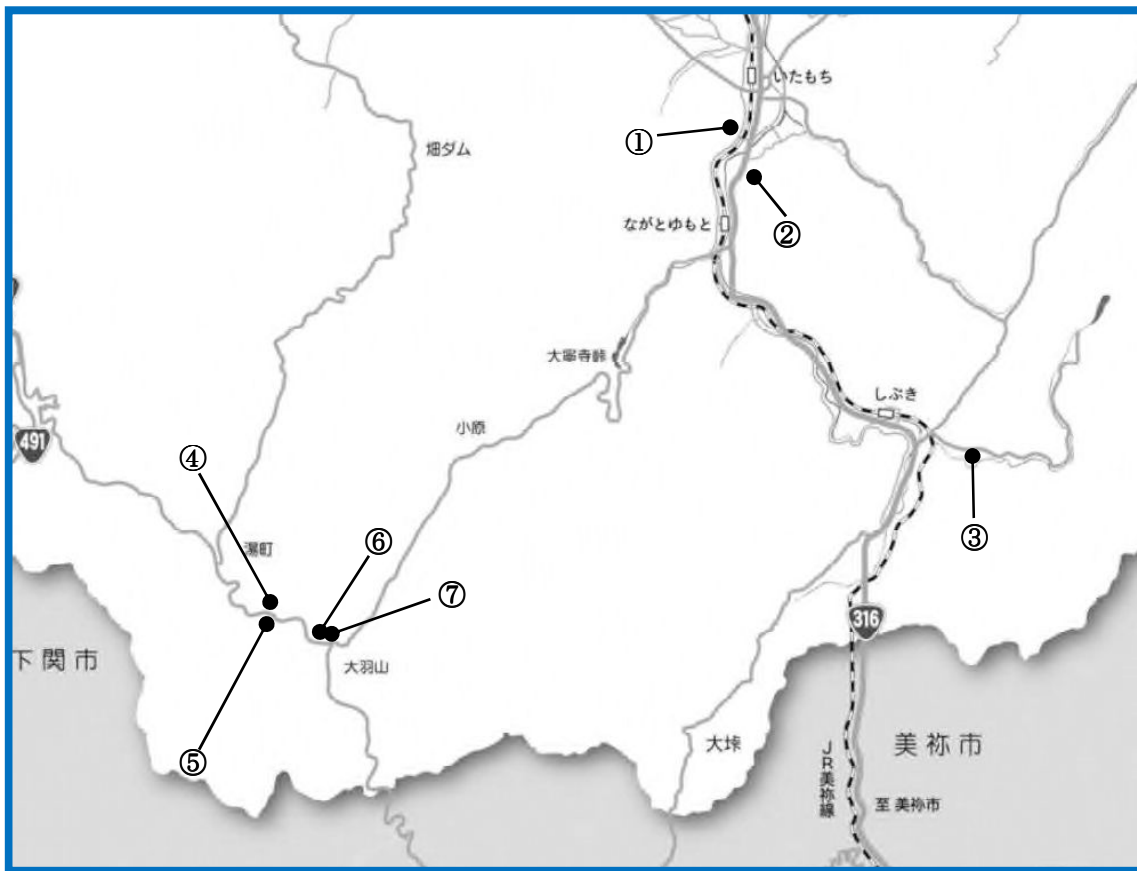 いたもち
①
畑ダム
ながとゆもと
②
大寧寺峠
しぶき
小原
491
④
湯町
⑥
③
⑦
316
下関市
大羽山
⑤
大垰
美祢市
JR美祢線
至 美祢市